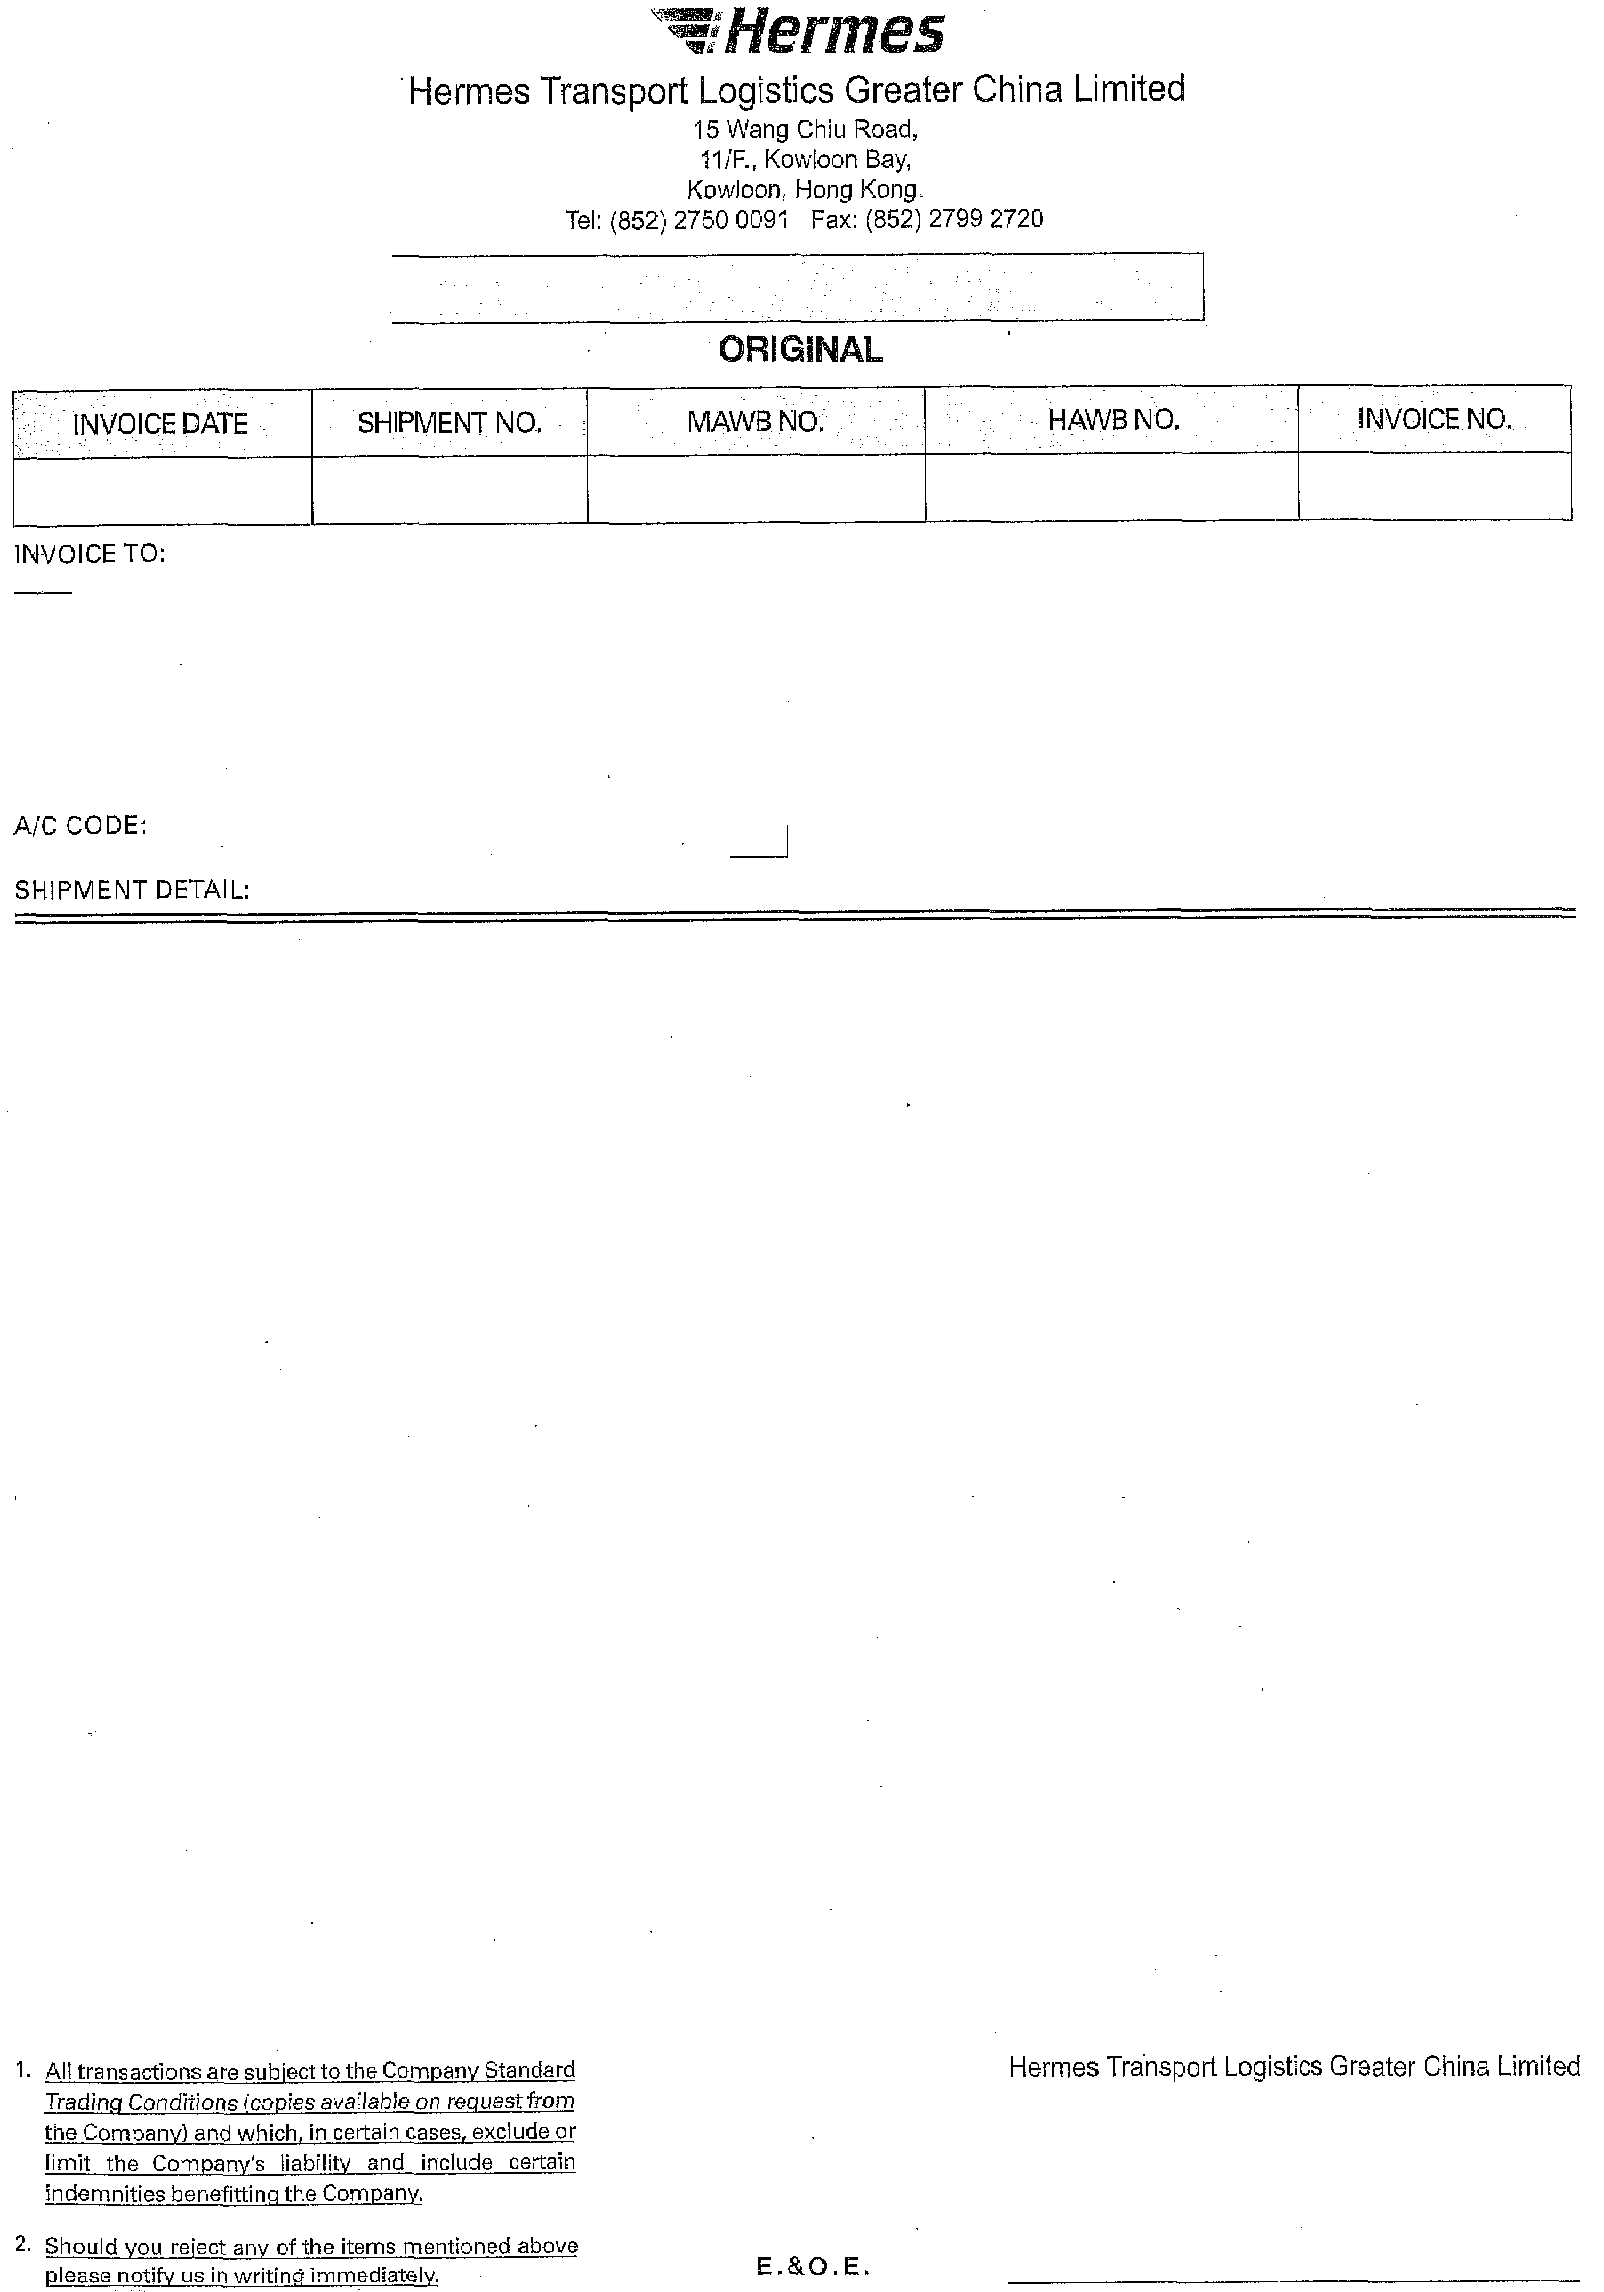 Hermes
Hermes Transport Logistics Greater China Limited
15 Wang Chiu Road,
11/F., Kowloon Bay,
Kowloon, Hong Kong.
Tel: (852) 2750 0091 Fax: (852) 2799 2720
ORIGINAL
INVOICE DATE SHIPMENT NO. MAWB NO. HAWB NO. INVOICE NO.
INVOICE TO:
A/C CODE:
SHIPMENT DETAIL:
1. All transactions are subject to the Company Standard
Trading Conditions (copies available on request from
the Company) and which, in certain cases, exclude or
limit the Company's liability and include certain
indemnities benefitting the Company.
2. Should you reject any of the items mentioned above
please notify us in writing immediately.
E.&O.E.
Hermes Transport Logistics Greater China Limited